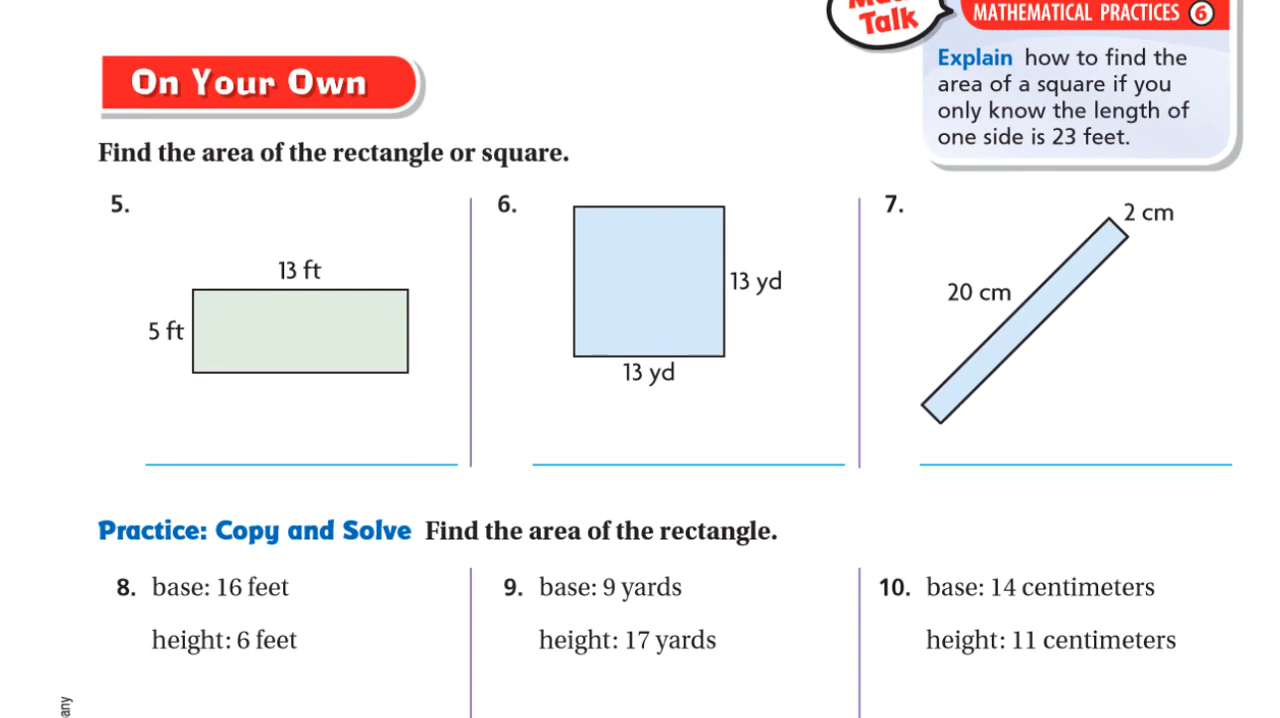 Talk
MATHEMATICAL PRACTICES 6
Explain how to find the
area of a square if you
only know the length of
one side is 23 feet.
On Your Own
Find the area of the rectangle or square.
5.
13 ft
5 ft
6.
13 yd
13 yd
7.
2 cm
20 cm
Practice: Copy and Solve Find the area of the rectangle.
8. base: 16 feet
height: 6 feet
9. base: 9 yards
height: 17 yards
10. base: 14 centimeters
height: 11 centimeters